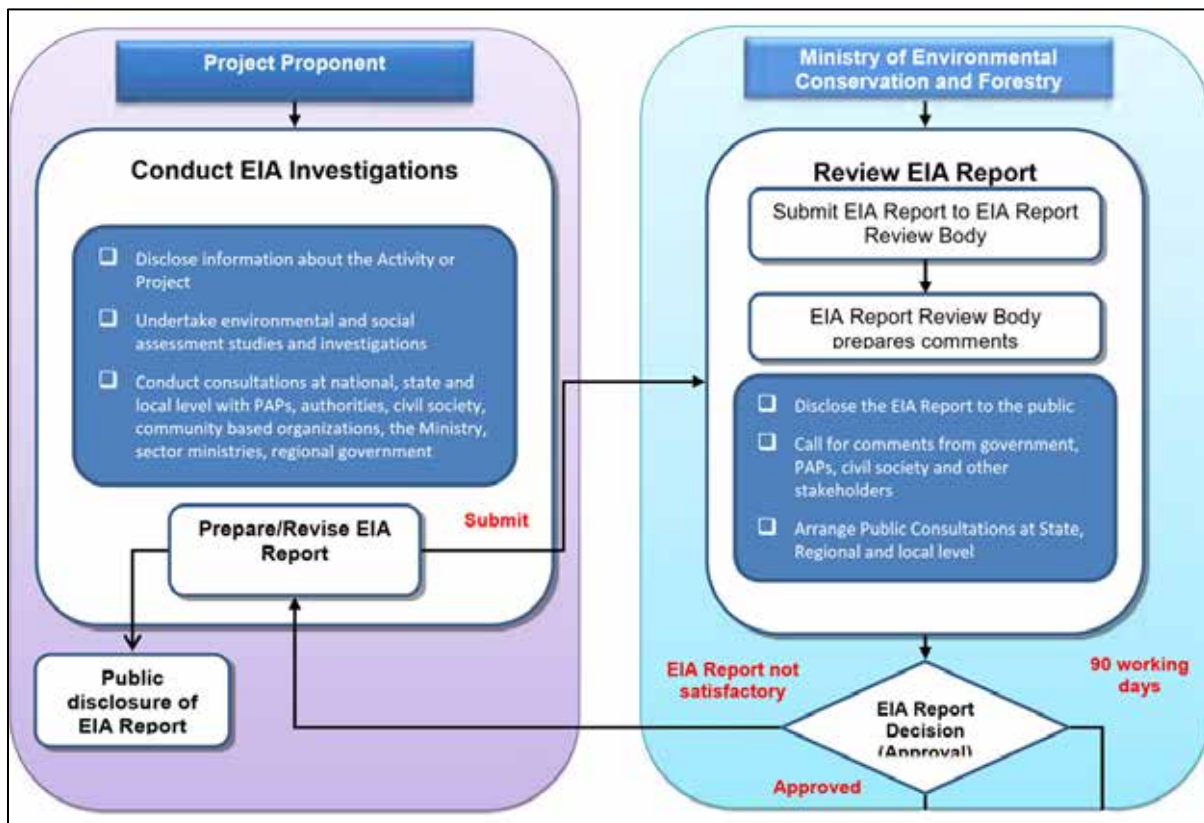 Project Proponent
Conduct EIA Investigations
Disclose information about the Activity or
Project
Undertake environmental and social
assessment studies and investigations
Conduct consultations at national, state and
local level with PAPs, authorities, civil society,
community based organizations, the Ministry,
sector ministries, regional government
Prepare/Revise EIA
Report
Submit
Public
disclosure of
EIA Report
Ministry of Environmental
Conservation and Forestry
Review EIA Report
Submit EIA Report to EIA Report
Review Body
EIA Report Review Body
prepares comments
Disclose the EIA Report to the public
Call for comments from government,
PAPs, civil society and other
stakeholders
Arrange Public Consultations at State,
Regional and local level
EIA Report not
satisfactory
90 working
days
EIA Report
Decision
(Approval)
Approved